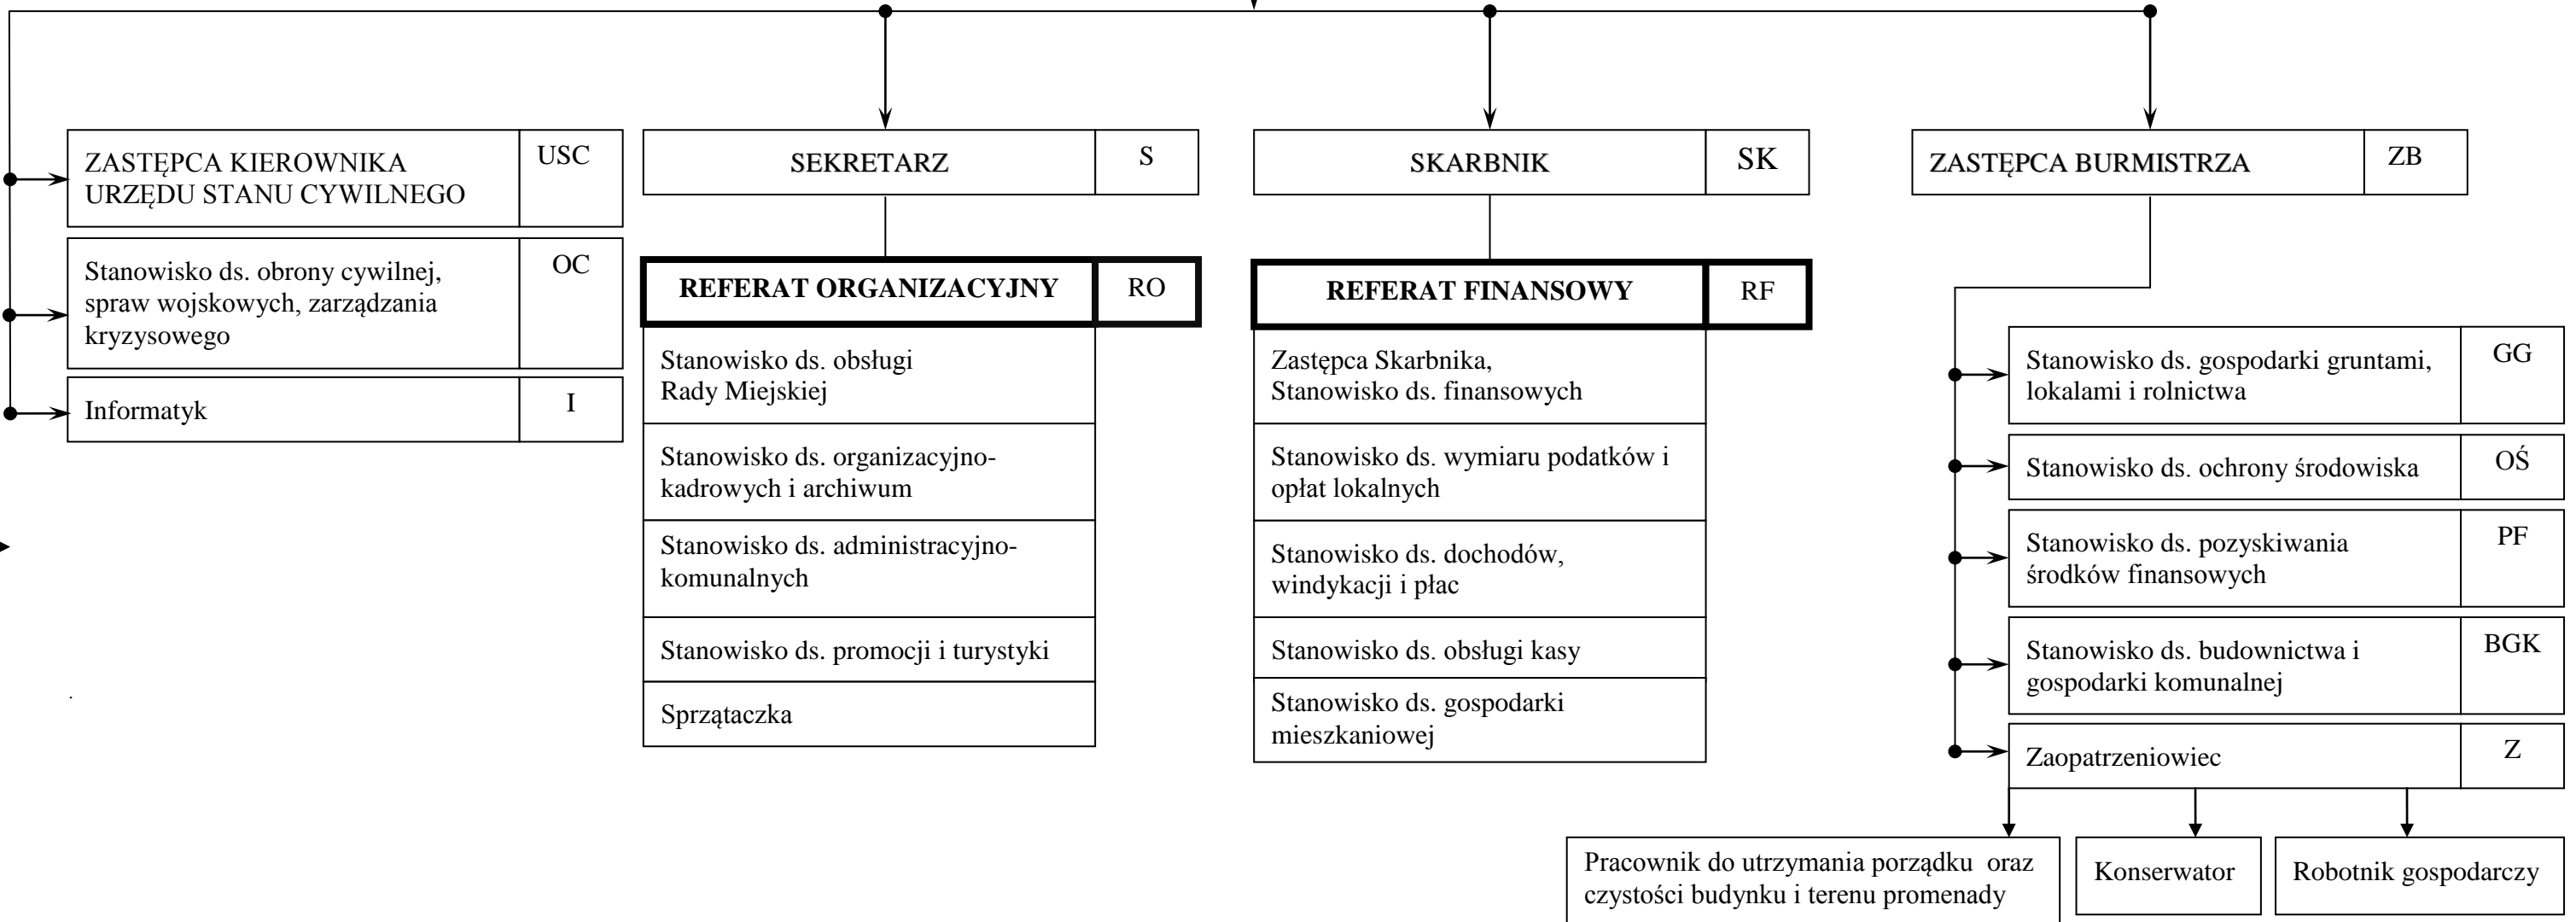 ZASTĘPCA KIEROWNIKA
URZĘDU STANU CYWILNEGO
USC
Stanowisko ds. obrony cywilnej,
spraw wojskowych, zarządzania
kryzysowego
OC
Informatyk
I
SEKRETARZ
S
REFERAT ORGANIZACYJNY
RO
Stanowisko ds. obsługi
Rady Miejskiej
Stanowisko ds. organizacyjno-
kadrowych i archiwum
Stanowisko ds. administracyjno-
komunalnych
Stanowisko ds. promocji i turystyki
Sprzątaczka
SKARBNIK
SK
REFERAT FINANSOWY
RF
Zastępca Skarbnika,
Stanowisko ds. finansowych
Stanowisko ds. wymiaru podatków i
opłat lokalnych
Stanowisko ds. dochodów,
windykacji i płac
Stanowisko ds. obsługi kasy
Stanowisko ds. gospodarki
mieszkaniowej
ZASTĘPCA BURMISTRZA
ZB
Stanowisko ds. gospodarki gruntami,
lokalami i rolnictwa
GG
Stanowisko ds. ochrony środowiska
OŚ
Stanowisko ds. pozyskiwania
środków finansowych
PF
Stanowisko ds. budownictwa i
gospodarki komunalnej
BGK
Zaopatrzeniowiec
Z
Pracownik do utrzymania porządku oraz
czystości budynku i terenu promenady
Konserwator
Robotnik gospodarczy
.